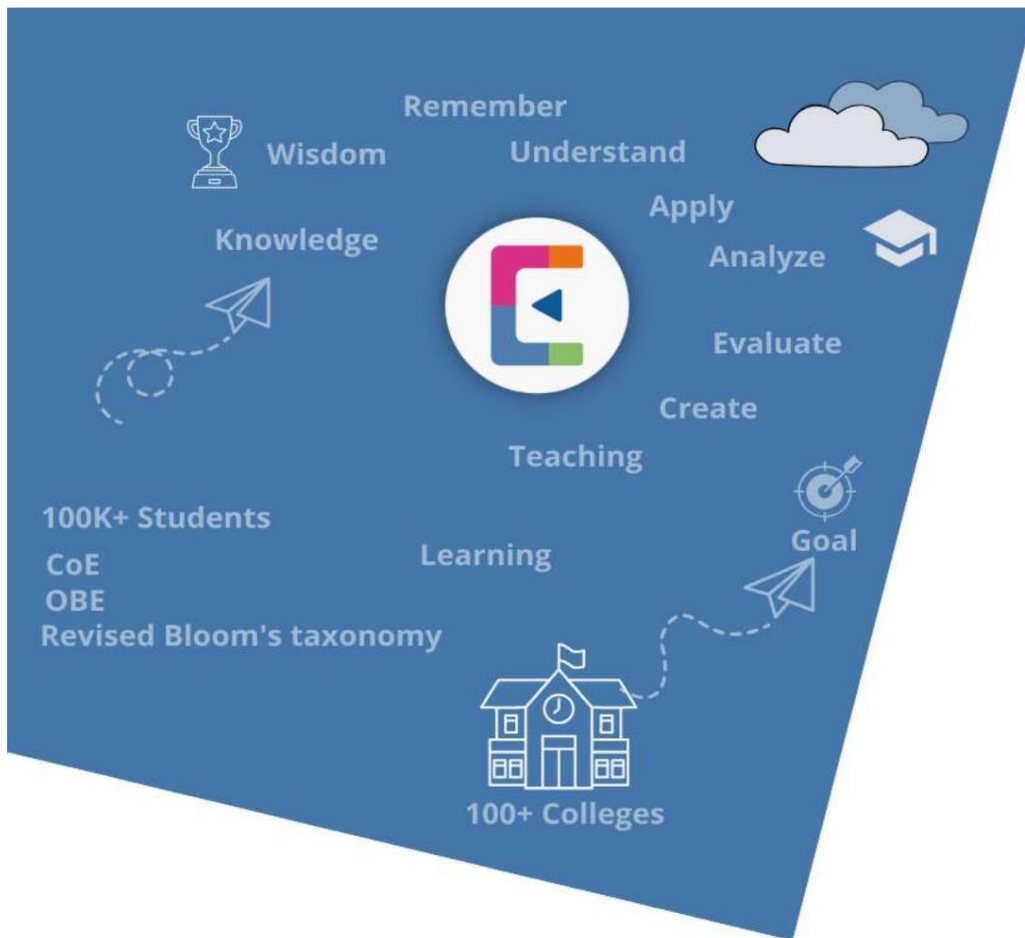 Remember
Wisdom
Understand
Apply
Knowledge
Analyze
Evaluate
Create
Teaching
100K+ Students
Learning
Goal
CoE
OBE
Revised Bloom's taxonomy
100+ Colleges